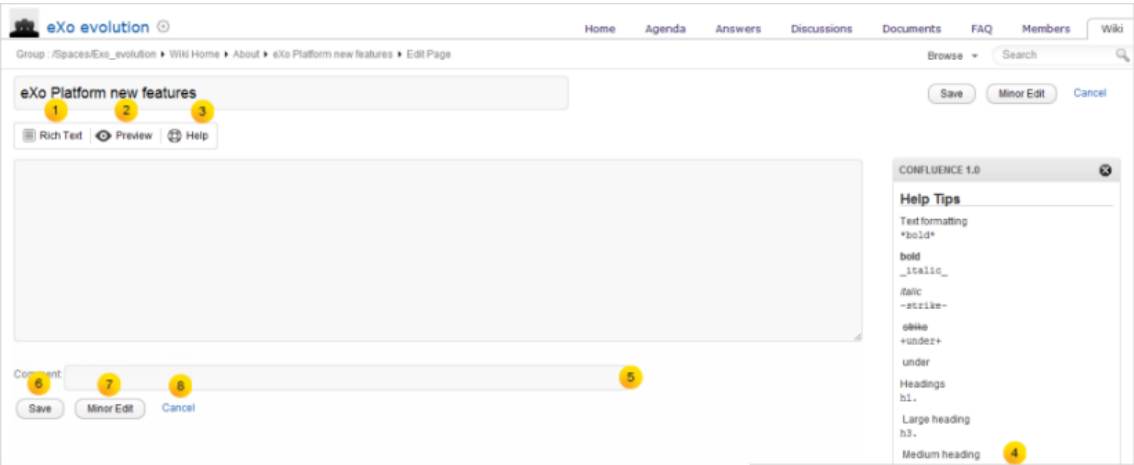 eXo evolution
Home Agenda Answers Discussions Documents FAQ Members Wiki
Group : /Spaces/Exo_evolution ▸ Wiki Home ▸ About ▸ eXo Platform new features ▸ Edit Page
Browse Search
eXo Platform new features
Save Minor Edit Cancel
1 2 3
Rich Text Preview Help
CONFLUENCE 1.0
Help Tips
Text formatting
*bold*
bold
_italic_
italic
-strike-
strike
+under+
under
Headings
h1.
Large heading
h3.
Medium heading
4
Comment
5
6 7 8
Save Minor Edit Cancel